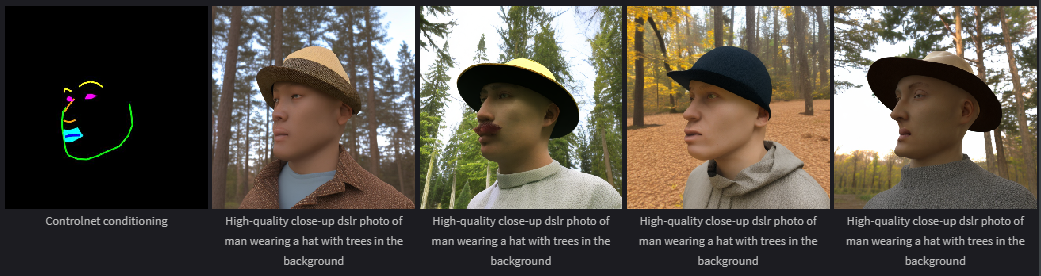 Controlnet conditioning
High-quality close-up dslr photo of
man wearing a hat with trees in the
background
High-quality close-up dslr photo of
man wearing a hat with trees in the
background
High-quality close-up dslr photo of
man wearing a hat with trees in the
background
High-quality close-up dslr photo of
man wearing a hat with trees in the
background